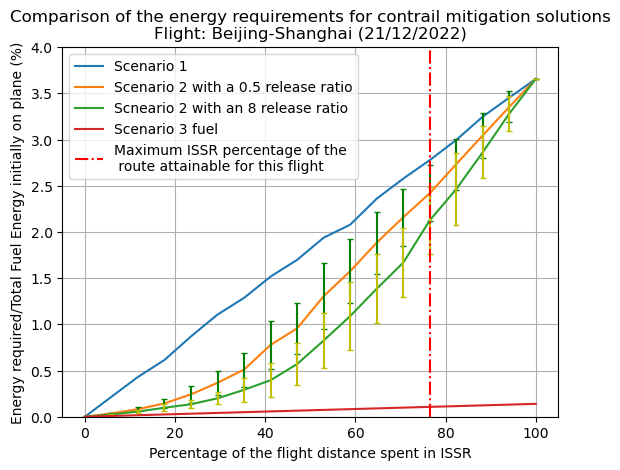 Comparison of the energy requirements for contrail mitigation solutions
Flight: Beijing-Shanghai (21/12/2022)
Energy required/Total Fuel Energy initially on plane (%)
4.0
3.5
3.0
2.5
2.0
1.5
1.0
0.5
0.0
Scenario 1
Scenario 2 with a 0.5 release ratio
Scneario 2 with an 8 release ratio
Scenario 3 fuel
Maximum ISSR percentage of the
route attainable for this flight
0 20 40 60 80 100
Percentage of the flight distance spent in ISSR